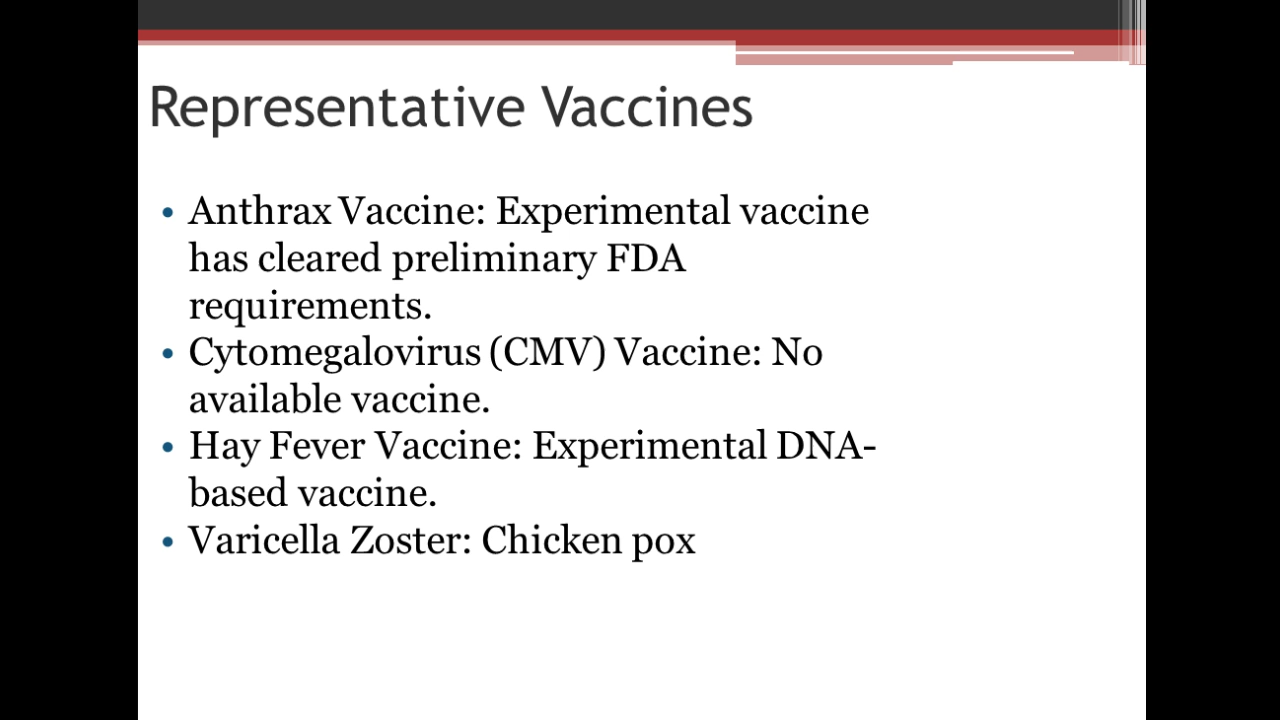 Representative Vaccines
• Anthrax Vaccine: Experimental vaccine
has cleared preliminary FDA
requirements.
• Cytomegalovirus (CMV) Vaccine: No
available vaccine.
• Hay Fever Vaccine: Experimental DNA-
based vaccine.
• Varicella Zoster: Chicken pox